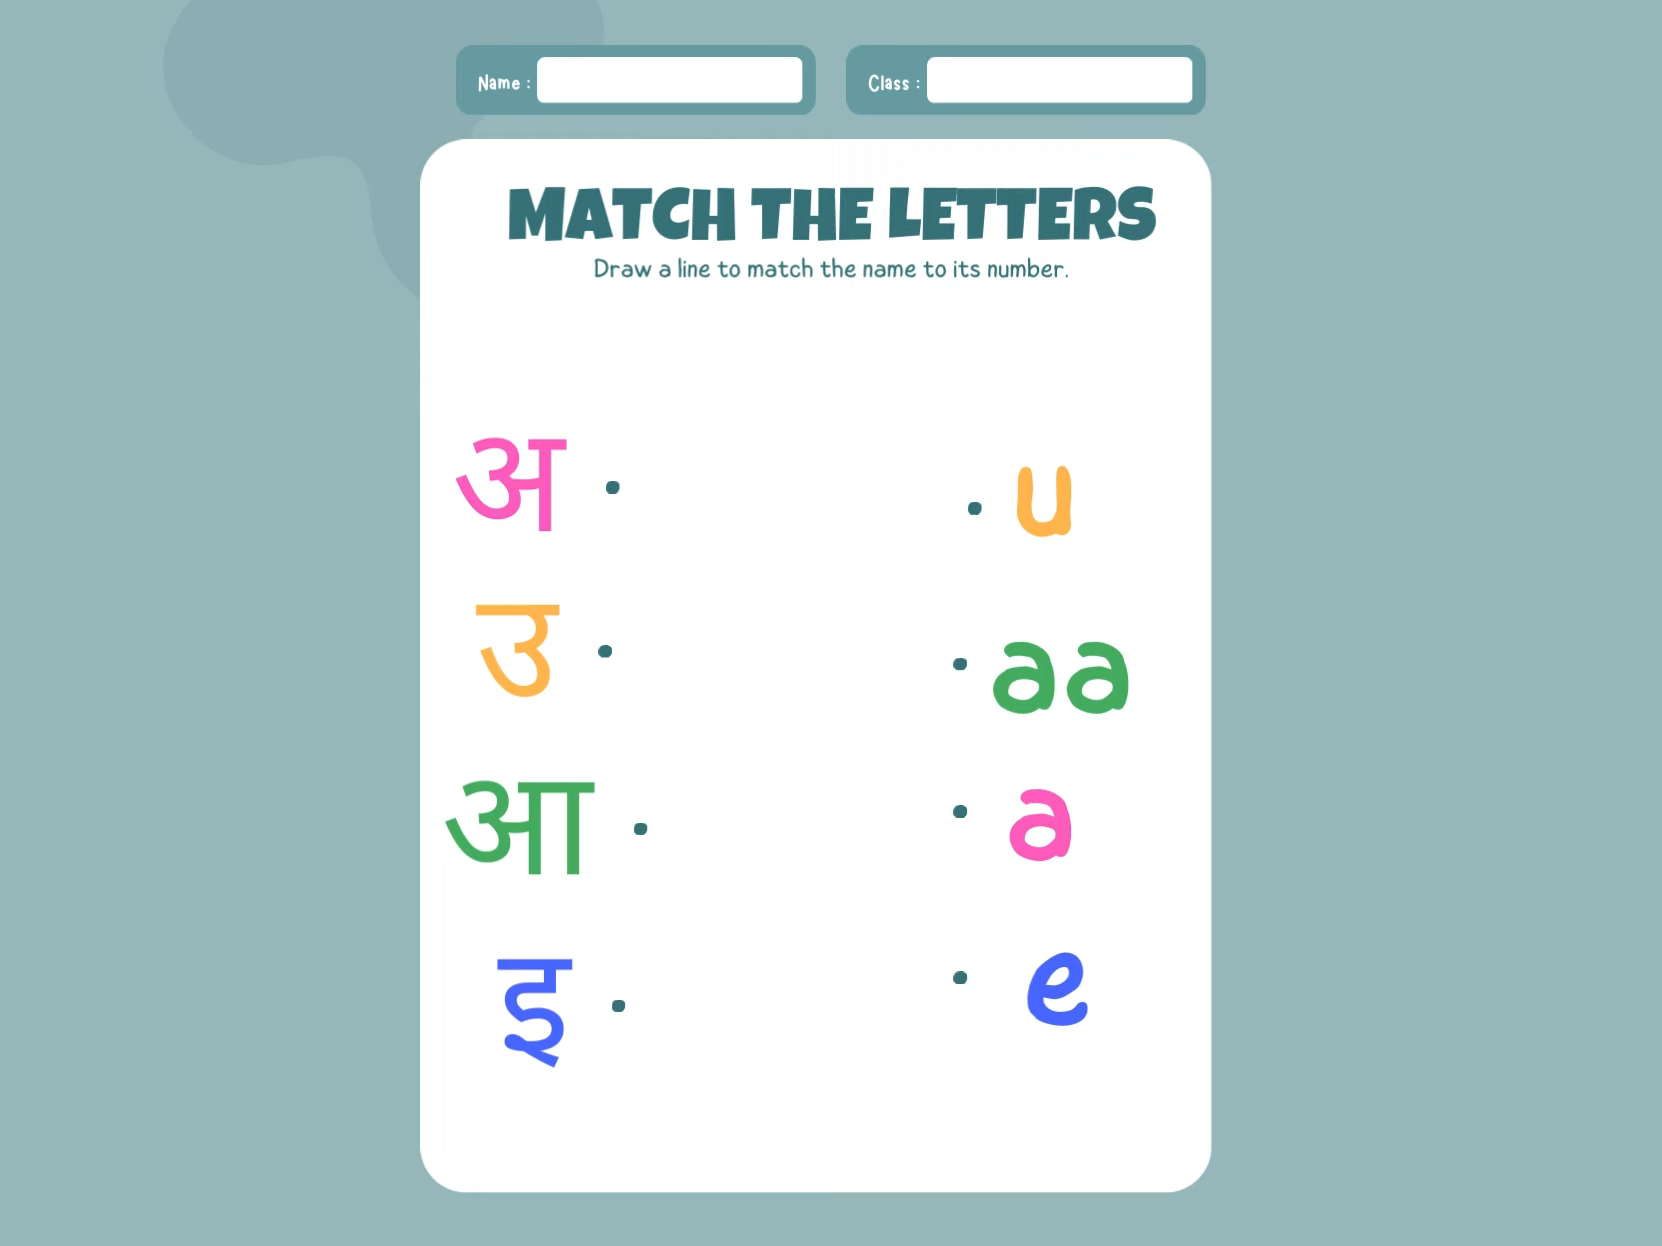 Name :
Class :
MATCH THE LETTERS
Draw a line to match the name to its number.
अ
u
उ
aa
आ
a
इ
e